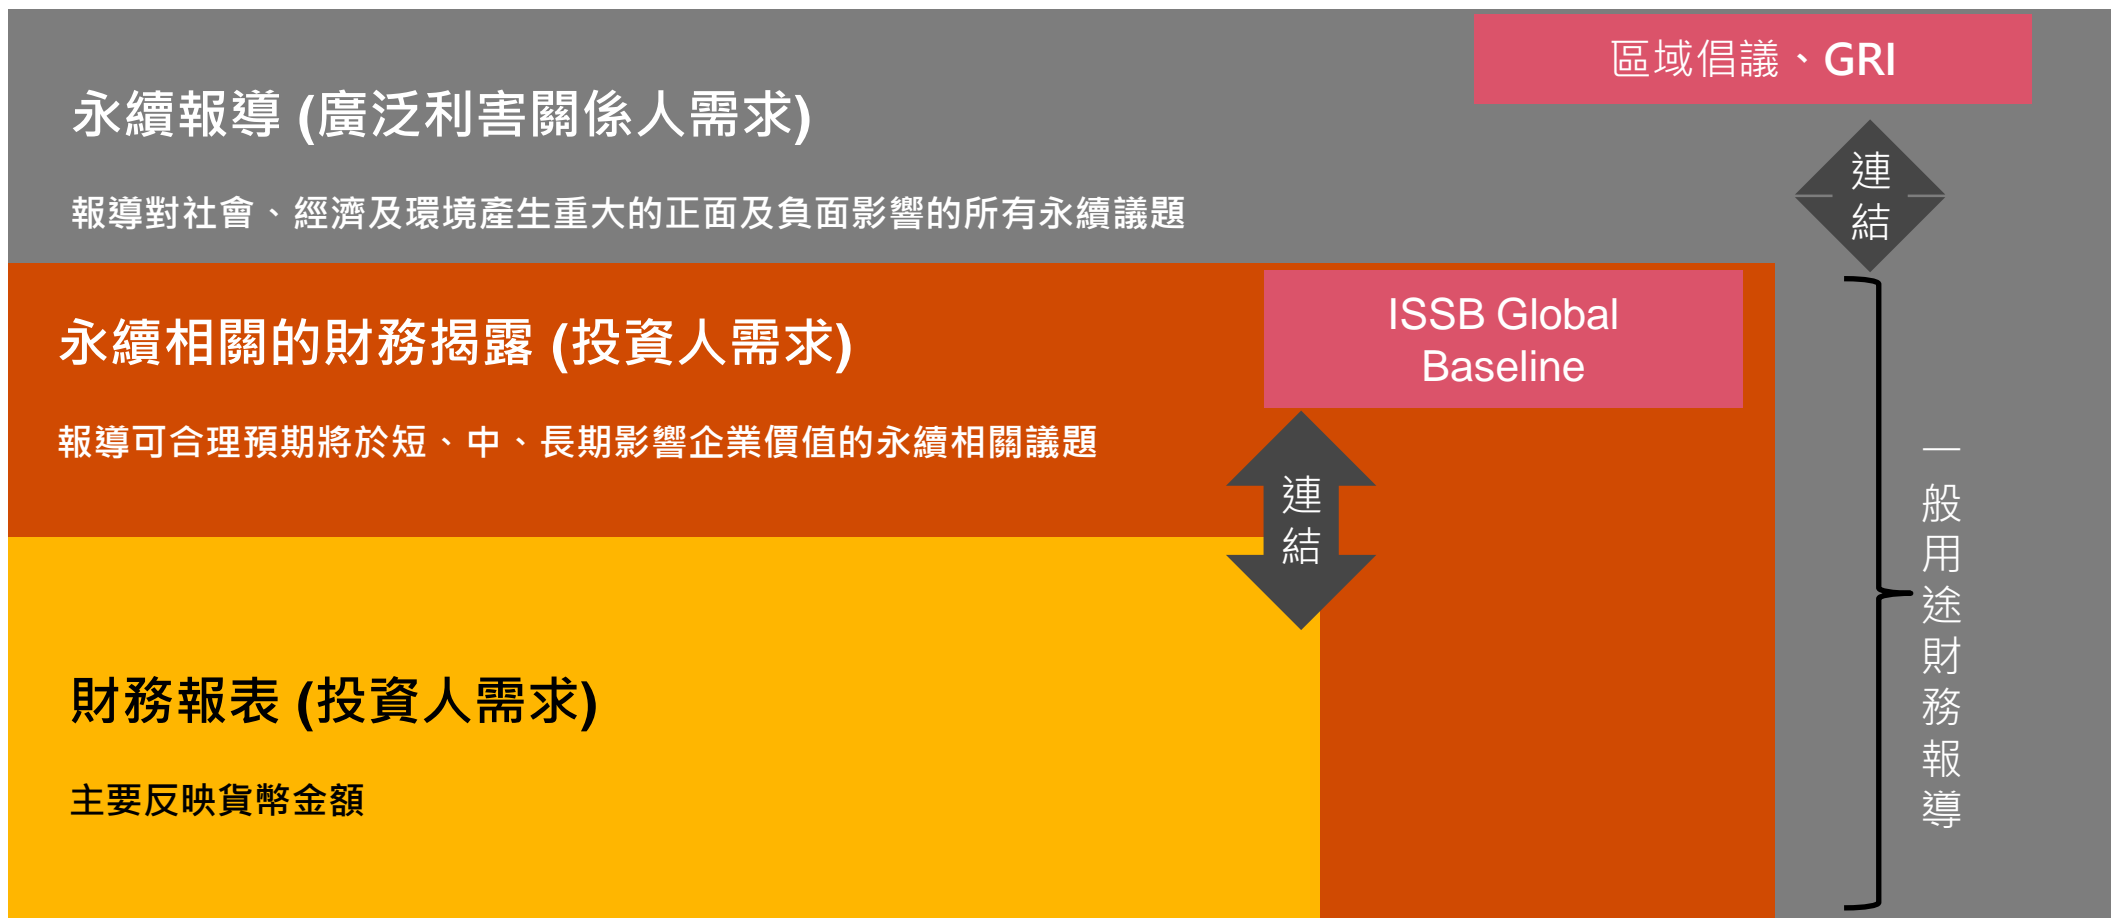 區域倡議、GRI
永續報導 (廣泛利害關係人需求)
報導對社會、經濟及環境產生重大的正面及負面影響的所有永續議題
連
結
ISSB Global
Baseline
永續相關的財務揭露 (投資人需求)
報導可合理預期將於短、中、長期影響企業價值的永續相關議題
連
結
一般用途財務報導
財務報表 (投資人需求)
主要反映貨幣金額